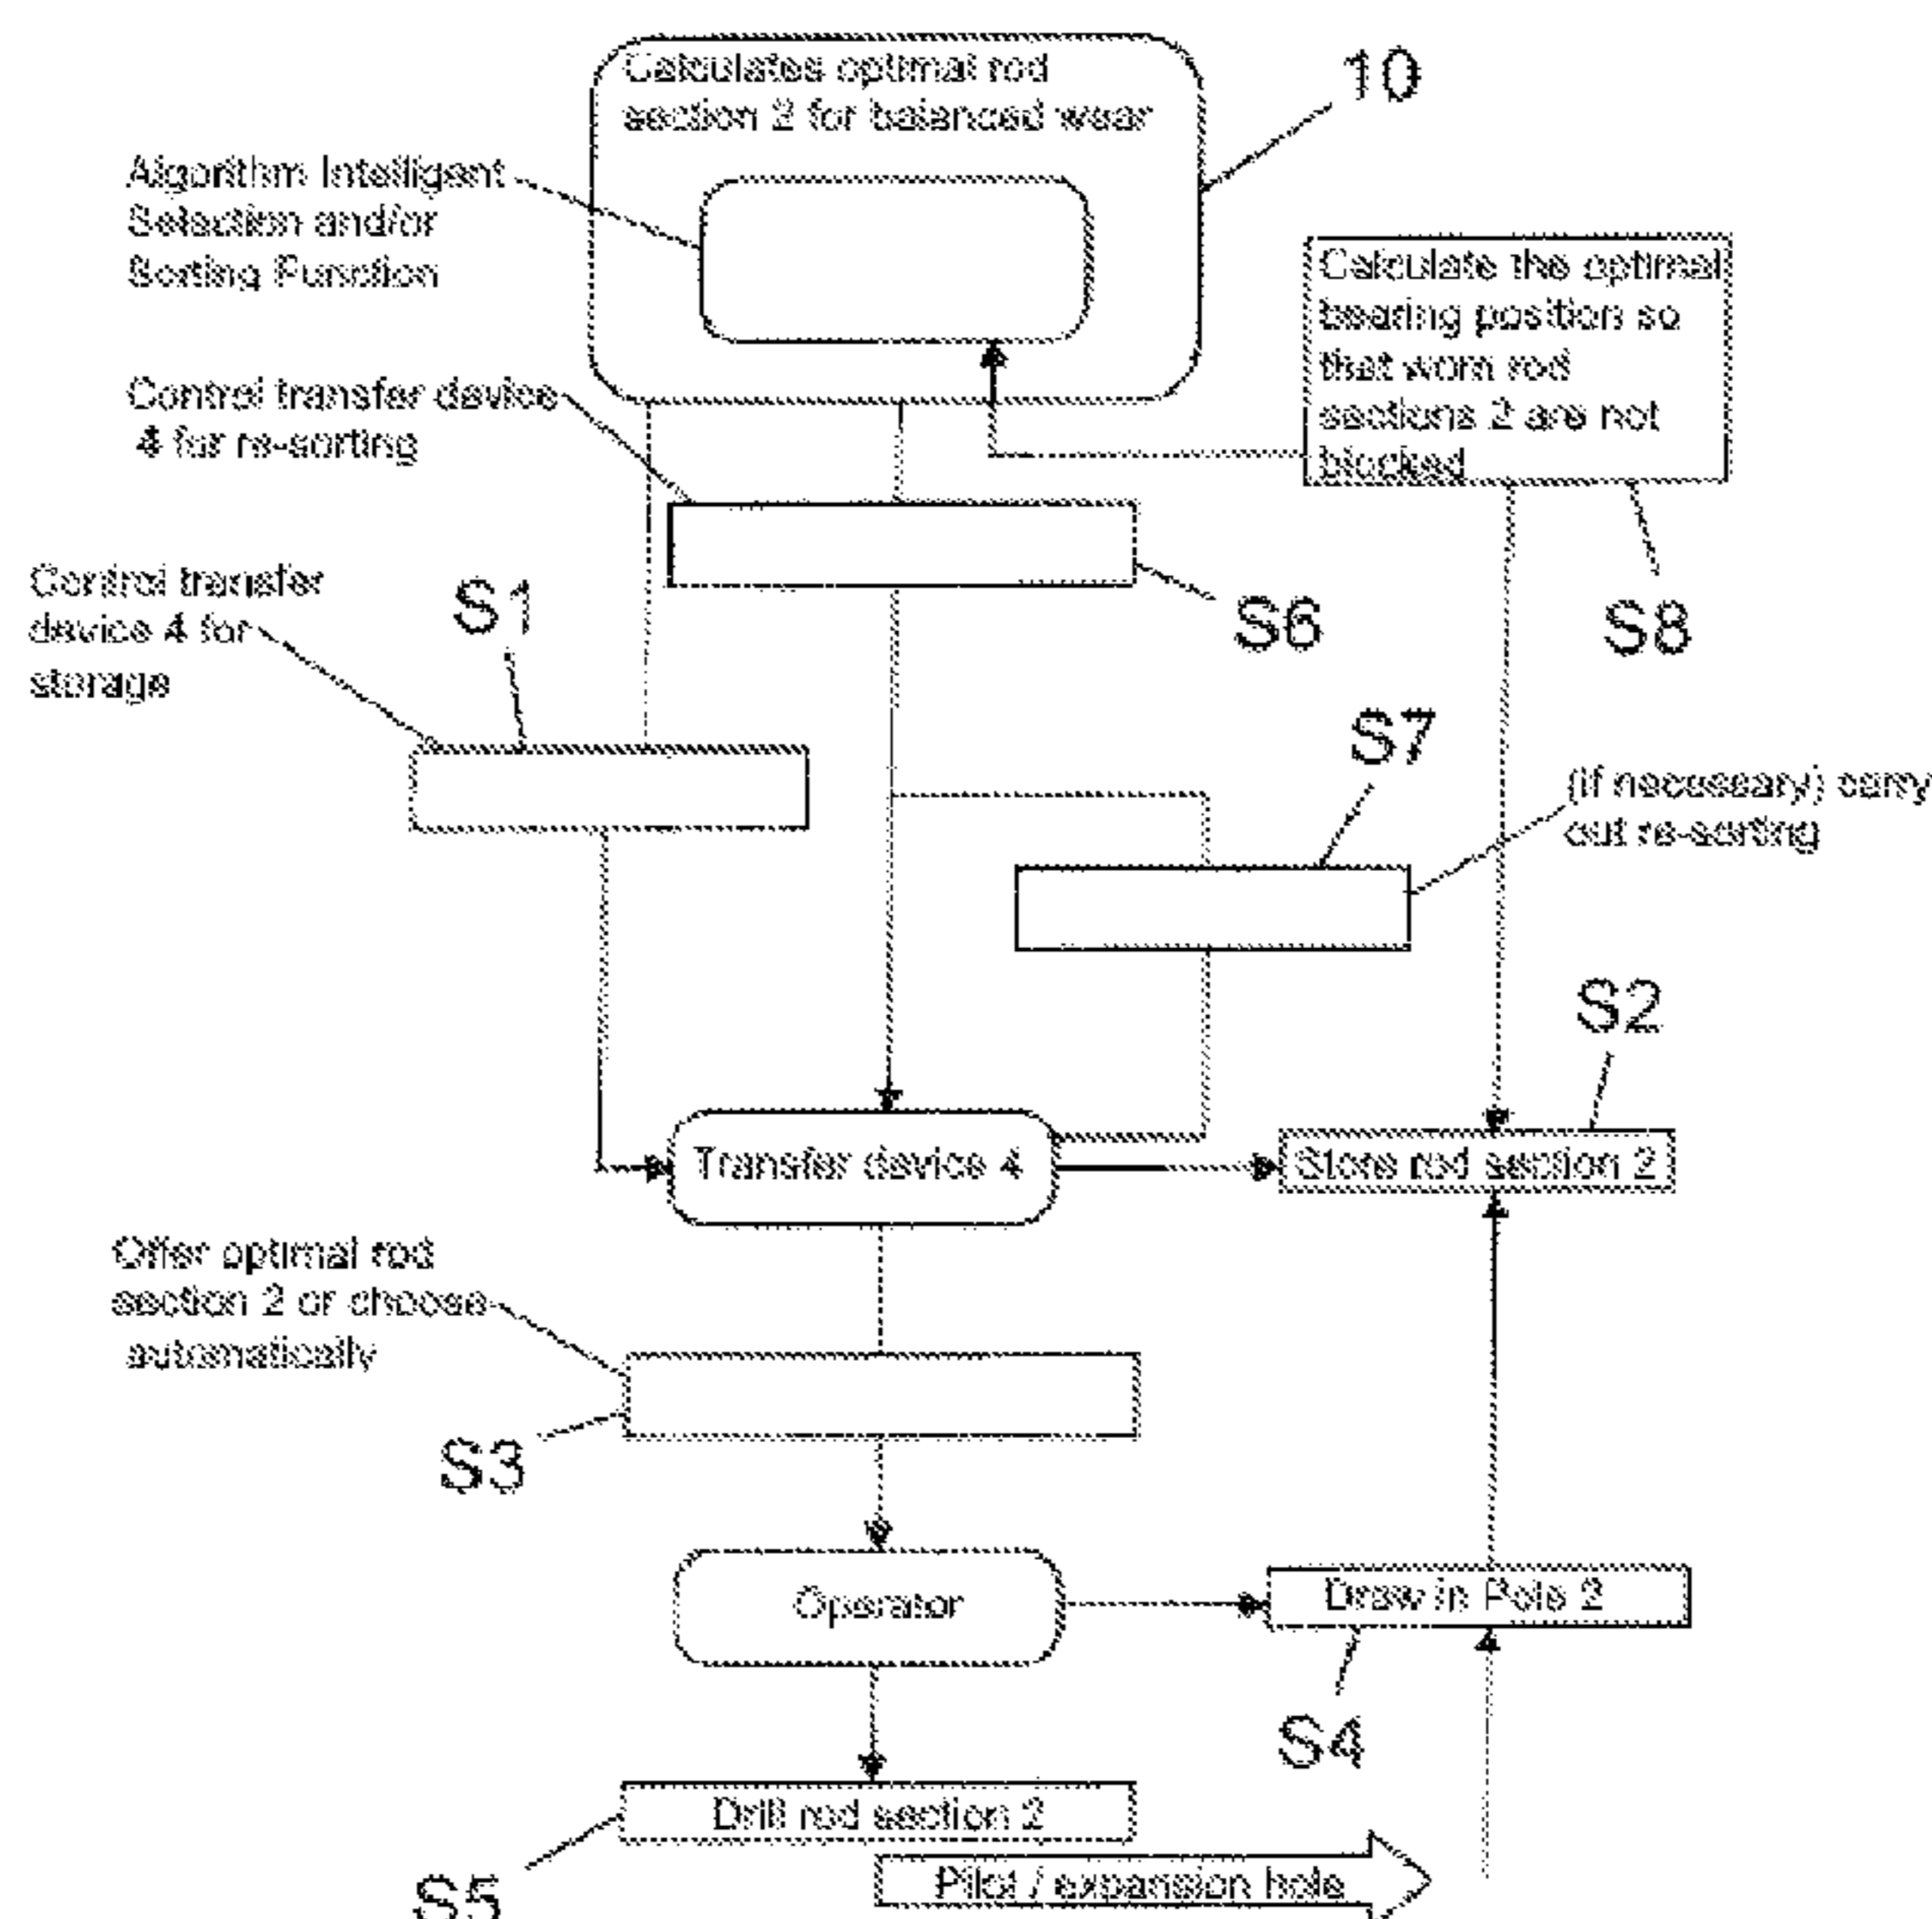 Calculates optimal rod
section 2 for balanced wear
10
Algorithm Intelligent
Selection and/or
Sorting Function
Calculate the optimal
bearing position so
that worn rod
sections 2 are not
blocked
Control transfer device
4 for re-sorting
Control transfer
device 4 for
storage
S1
S6
S8
S7
(if necessary) carry
out re-sorting
S2
Transfer device 4
Store rod section 2
Offer optimal rod
section 2 or choose
automatically
S3
Operator
Draw in Pole 2
S4
Drill rod section 2
Pilot / expansion hole
S5